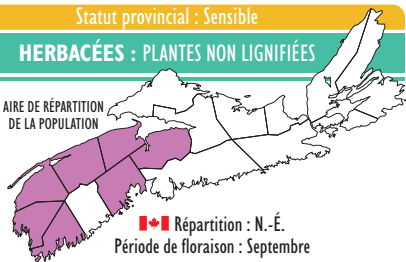 Statut provincial : Sensible
HERBACÉES : PLANTES NON LIGNIFIÉES
AIRE DE RÉPARTITION
DE LA POPULATION
Répartition : N.-É.
Période de floraison : Septembre